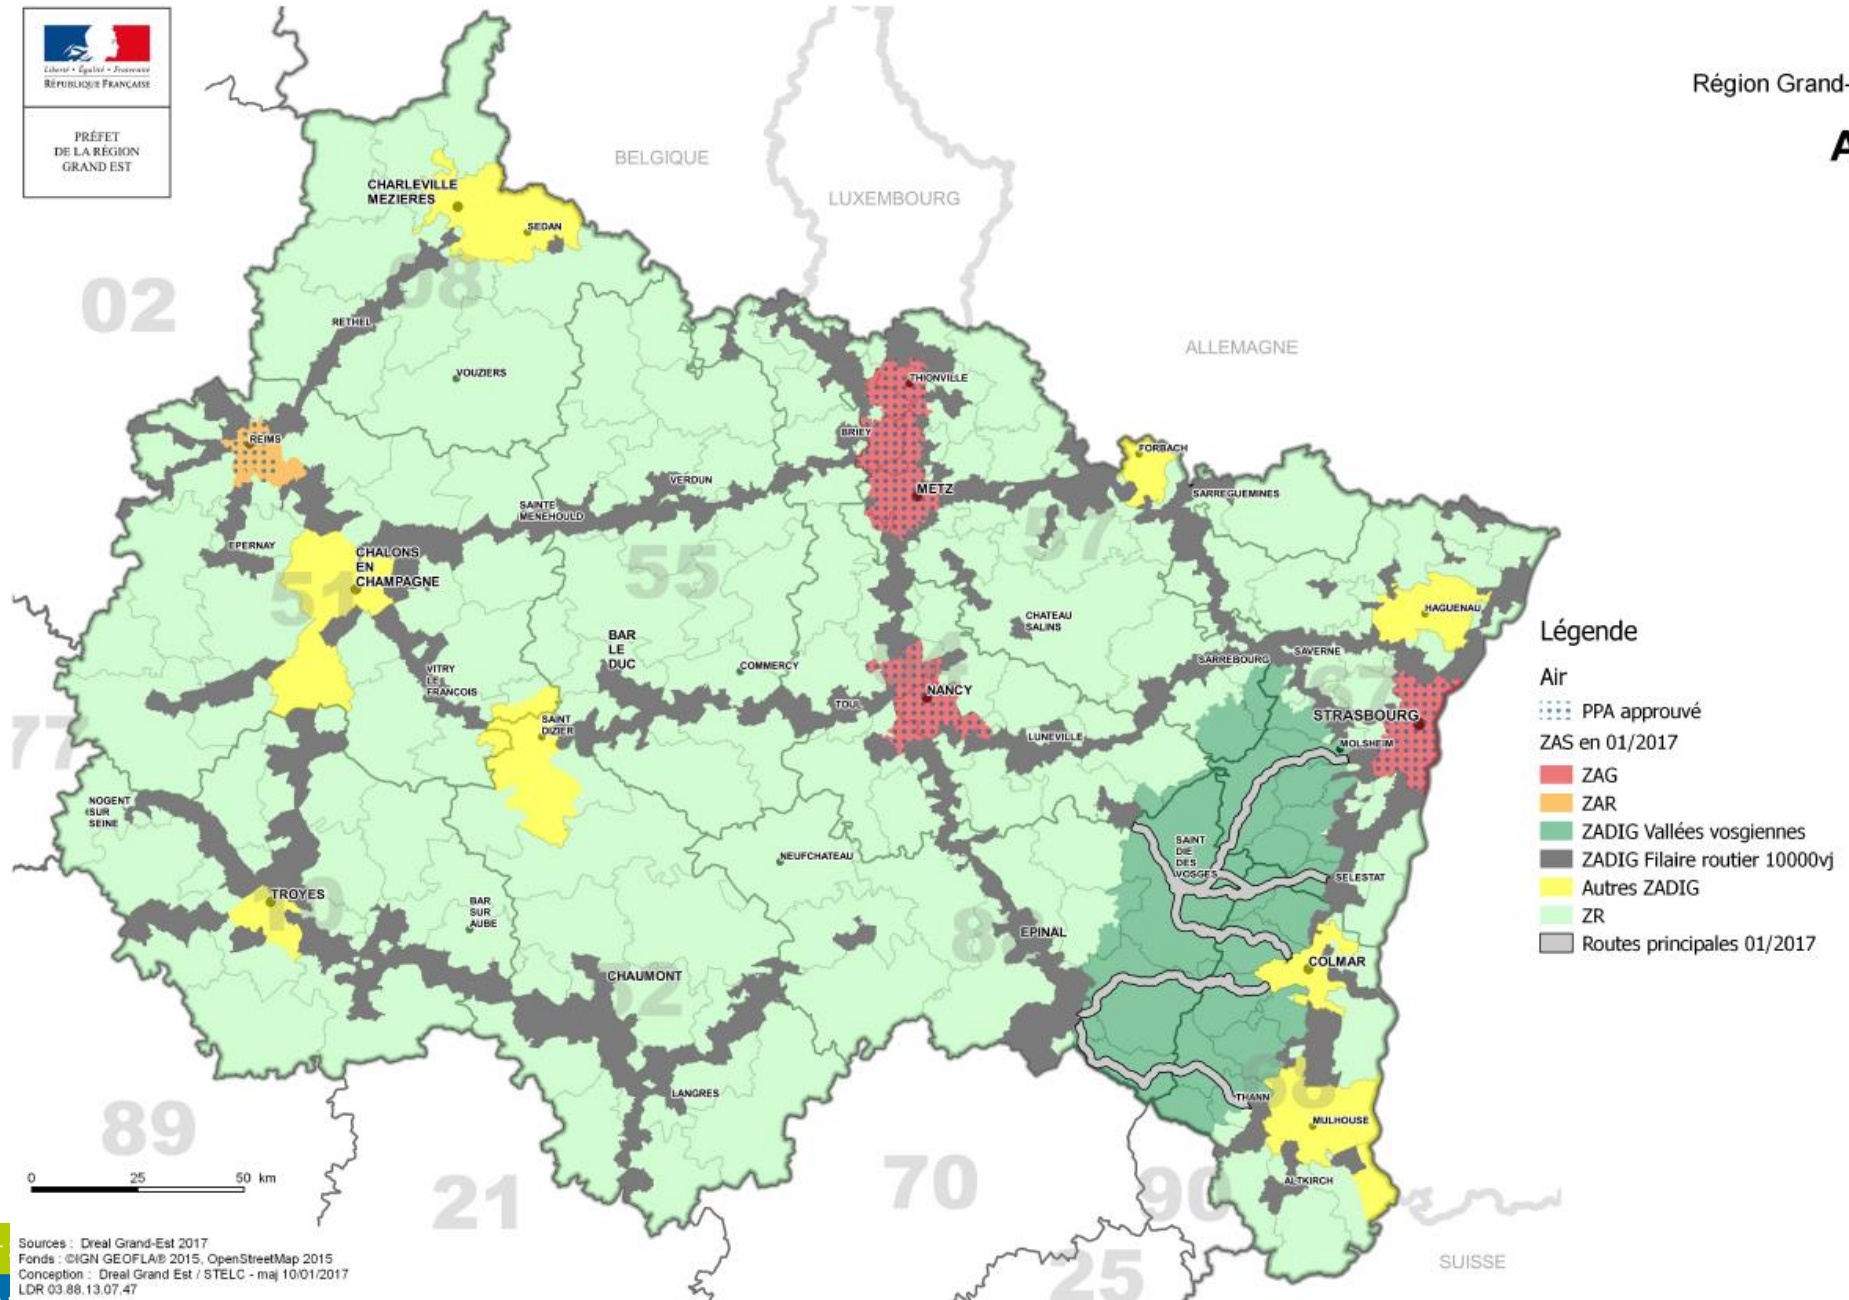 Liberté • Égalité • Fraternité
RÉPUBLIQUE FRANÇAISE
PRÉFET
DE LA RÉGION
GRAND EST
Région Grand-
A
BELGIQUE
LUXEMBOURG
ALLEMAGNE
SUISSE
02
08
51
55
57
67
77
10
52
68
89
21
70
90
25
CHARLEVILLE
MEZIERES
SEDAN
RETHEL
VOUZIERS
REIMS
THIONVILLE
BRIEY
FORBACH
METZ
SARREGUEMINES
VERDUN
SAINTE
MENEHOULD
EPERNAY
CHALONS
EN
CHAMPAGNE
HAGUENAU
CHATEAU
SALINS
BAR
LE
DUC
COMMERCY
VITRY
LE
FRANCOIS
SARREBOURG
SAVERNE
NANCY
TOUL
SAINT
DIZIER
STRASBOURG
LUNEVILLE
MOLSHEIM
NOGENT
SUR
SEINE
SAINT
DIE
DES
VOSGES
NEUFCHATEAU
SELESTAT
TROYES
BAR
SUR
AUBE
EPINAL
COLMAR
CHAUMONT
LANGRES
THANN
MULHOUSE
ALTKIRCH
Légende
Air
PPA approuvé
ZAS en 01/2017
ZAG
ZAR
ZADIG Vallées vosgiennes
ZADIG Filaire routier 10000vj
Autres ZADIG
ZR
Routes principales 01/2017
0 25 50 km
Sources : Dreal Grand-Est 2017
Fonds : ©IGN GEOFLA® 2015, OpenStreetMap 2015
Conception : Dreal Grand Est / STELC - maj 10/01/2017
LDR 03.88.13.07.47